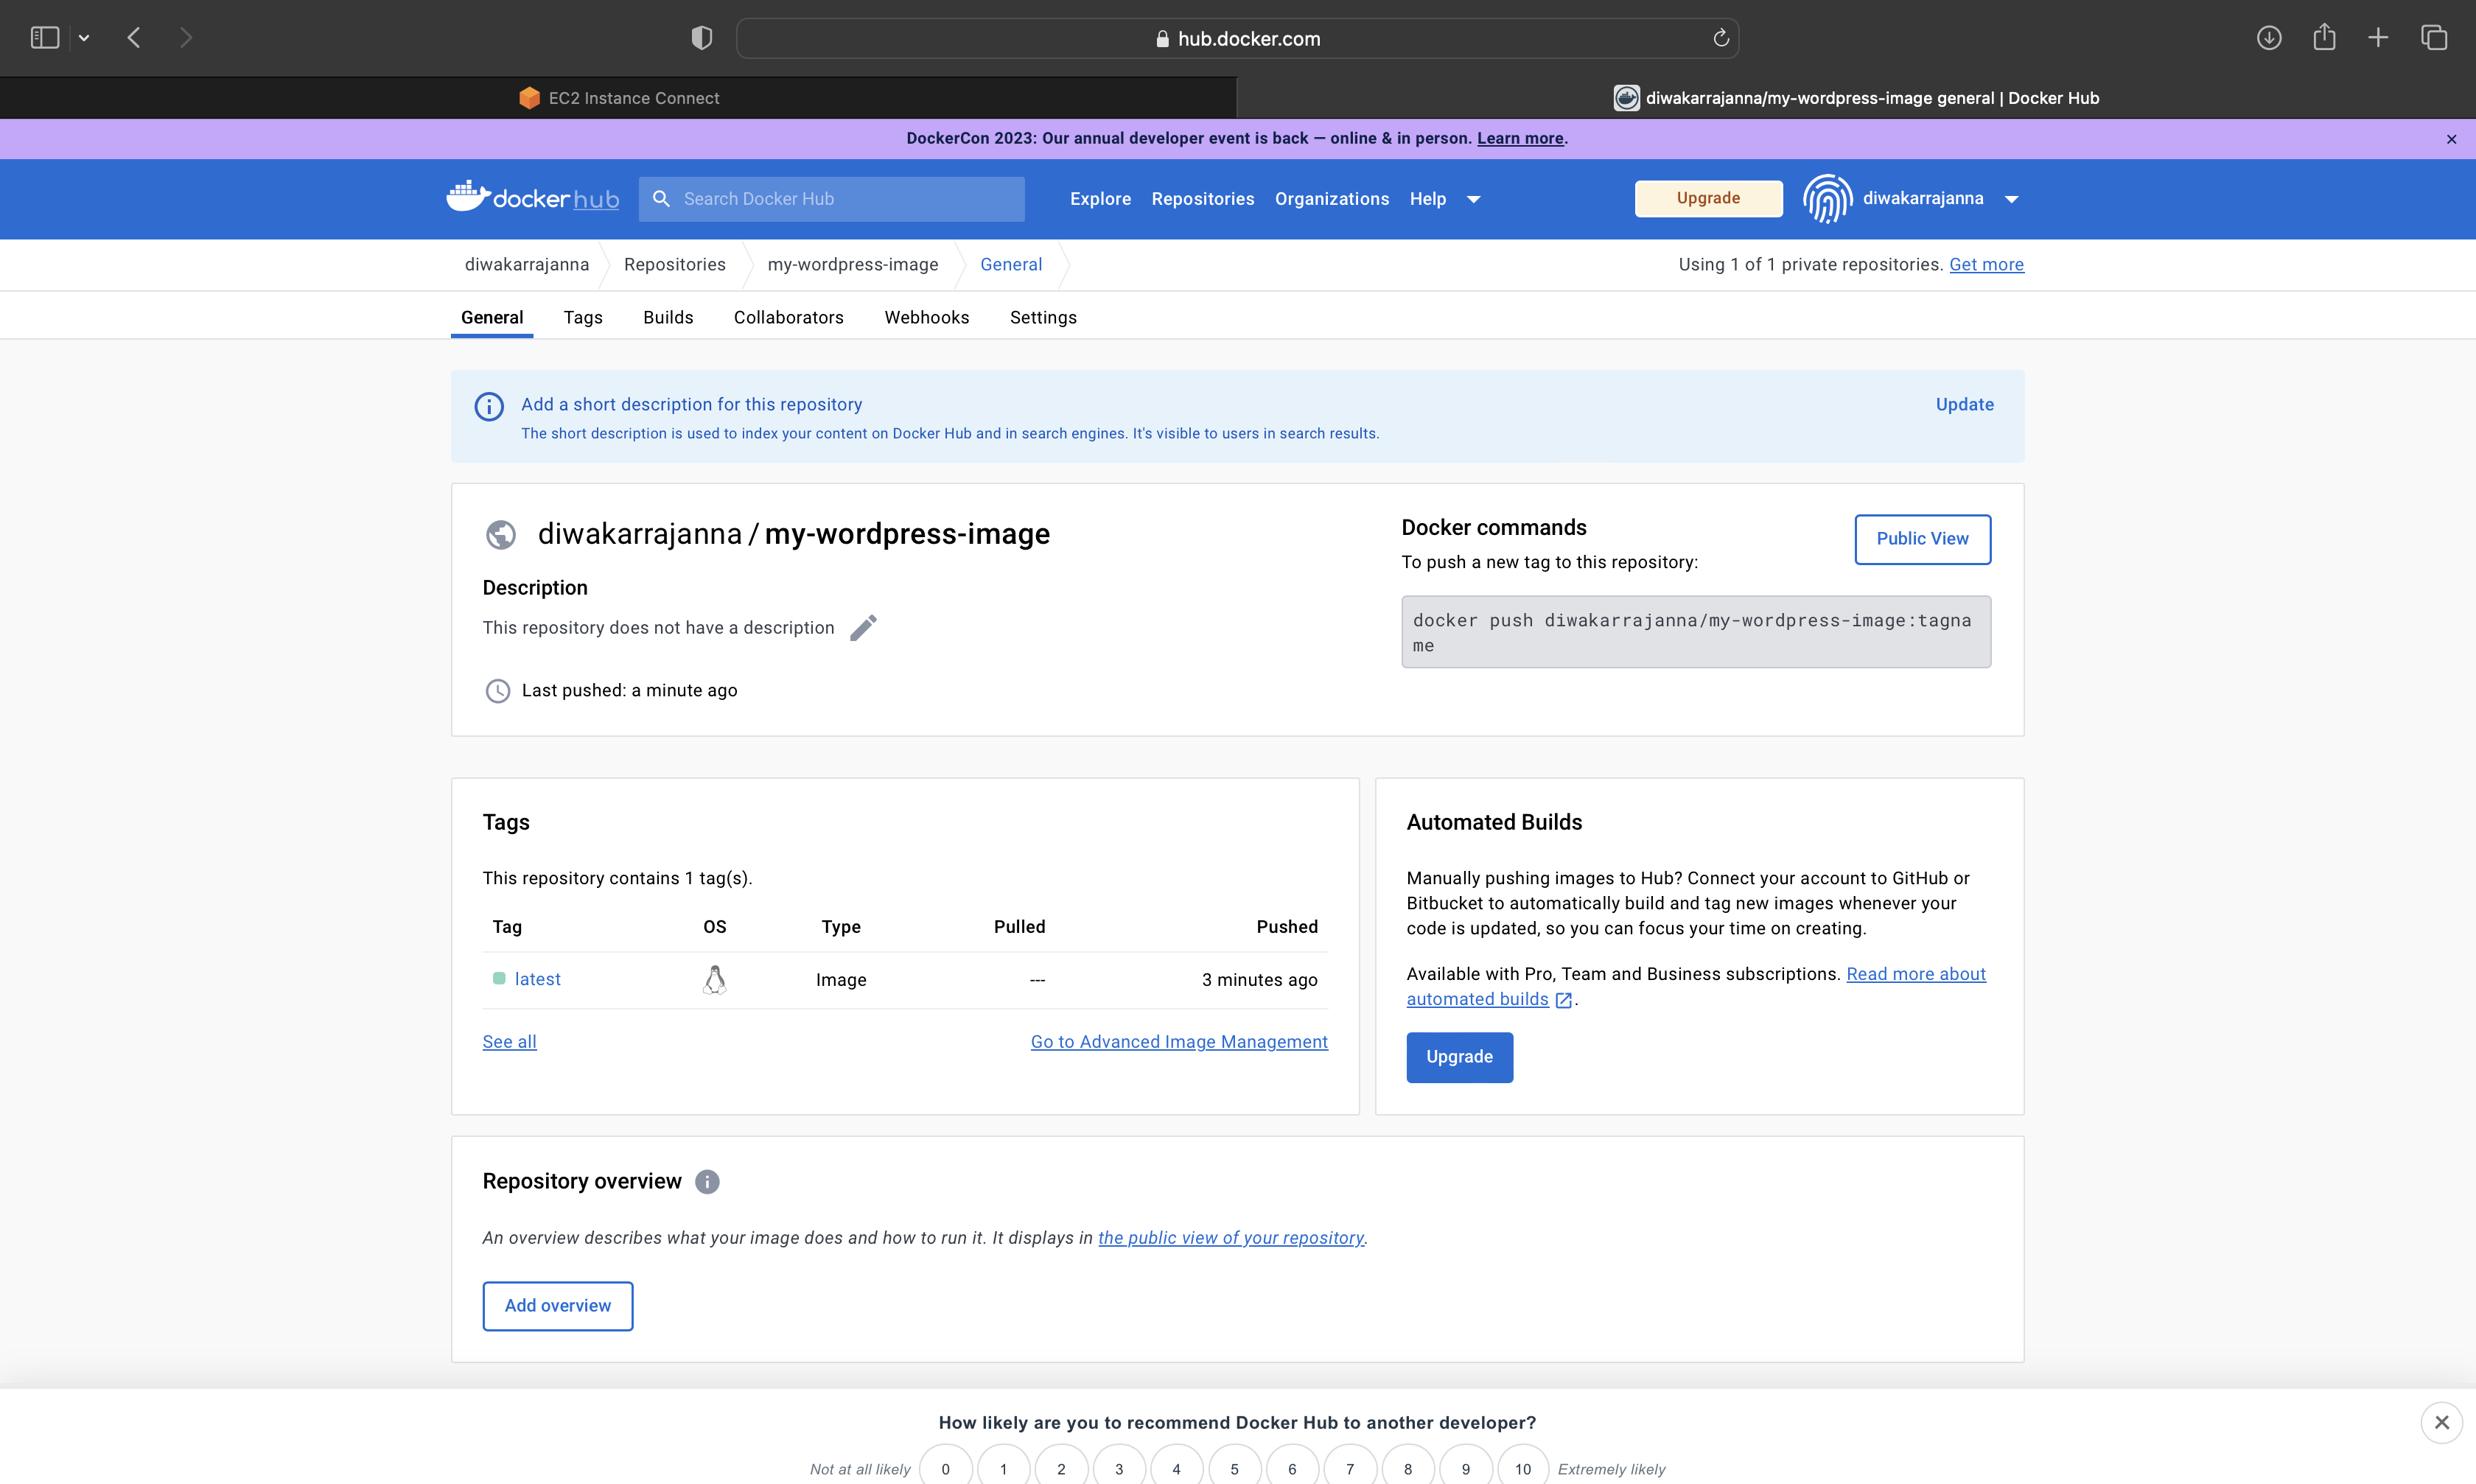 hub.docker.com
EC2 Instance Connect
diwakarrajanna/my-wordpress-image general | Docker Hub
DockerCon 2023: Our annual developer event is back — online & in person. Learn more.
docker hub
Search Docker Hub
Explore
Repositories
Organizations
Help
Upgrade
diwakarrajanna
diwakarrajanna
Repositories
my-wordpress-image
General
Using 1 of 1 private repositories. Get more
General
Tags
Builds
Collaborators
Webhooks
Settings
Add a short description for this repository
Update
The short description is used to index your content on Docker Hub and in search engines. It's visible to users in search results.
diwakarrajanna / my-wordpress-image
Description
This repository does not have a description
Last pushed: a minute ago
Docker commands
Public View
To push a new tag to this repository:
docker push diwakarrajanna/my-wordpress-image:tagna
me
Tags
This repository contains 1 tag(s).
Tag OS Type Pulled Pushed
latest Image --- 3 minutes ago
See all
Go to Advanced Image Management
Automated Builds
Manually pushing images to Hub? Connect your account to GitHub or
Bitbucket to automatically build and tag new images whenever your
code is updated, so you can focus your time on creating.
Available with Pro, Team and Business subscriptions. Read more about
automated builds.
Upgrade
Repository overview
An overview describes what your image does and how to run it. It displays in the public view of your repository.
Add overview
How likely are you to recommend Docker Hub to another developer?
Not at all likely 0 1 2 3 4 5 6 7 8 9 10 Extremely likely